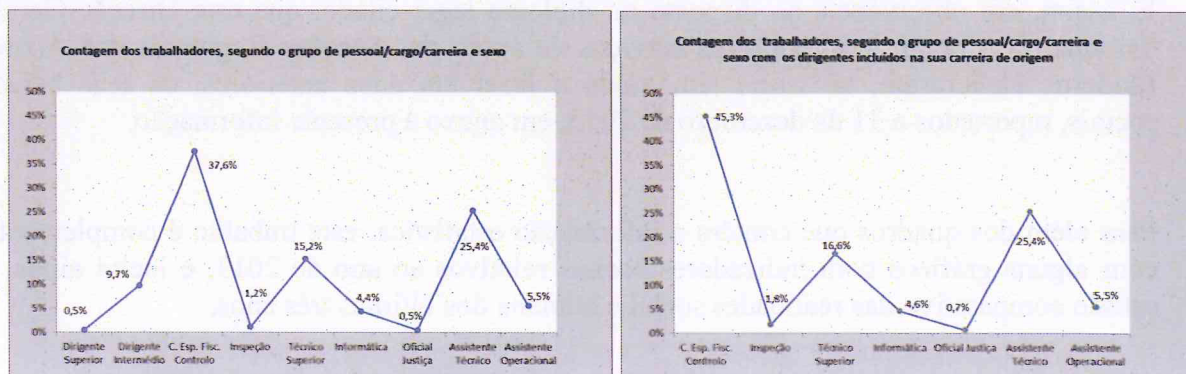 Contagem dos trabalhadores, segundo o grupo de pessoal/cargo/carreira e sexo
50%
45%
40%
35%
30%
25%
20%
15%
10%
5%
0%
0,5%
9,7%
37,6%
1,2%
15,2%
4,4%
0,5%
25,4%
5,5%
Dirigente Superior
Dirigente Intermédio
C. Esp. Fisc. Controlo
Inspeção
Técnico Superior
Informática
Oficial Justiça
Assistente Técnico
Assistente Operacional
Contagem dos trabalhadores, segundo o grupo de pessoal/cargo/carreira e
sexo com os dirigentes incluídos na sua carreira de origem
50%
45%
40%
35%
30%
25%
20%
15%
10%
5%
0%
45,3%
1,8%
16,6%
4,6%
0,7%
25,4%
5,5%
C. Esp. Fisc. Controlo
Inspeção
Técnico Superior
Informática
Oficial Justiça
Assistente Técnico
Assistente Operacional